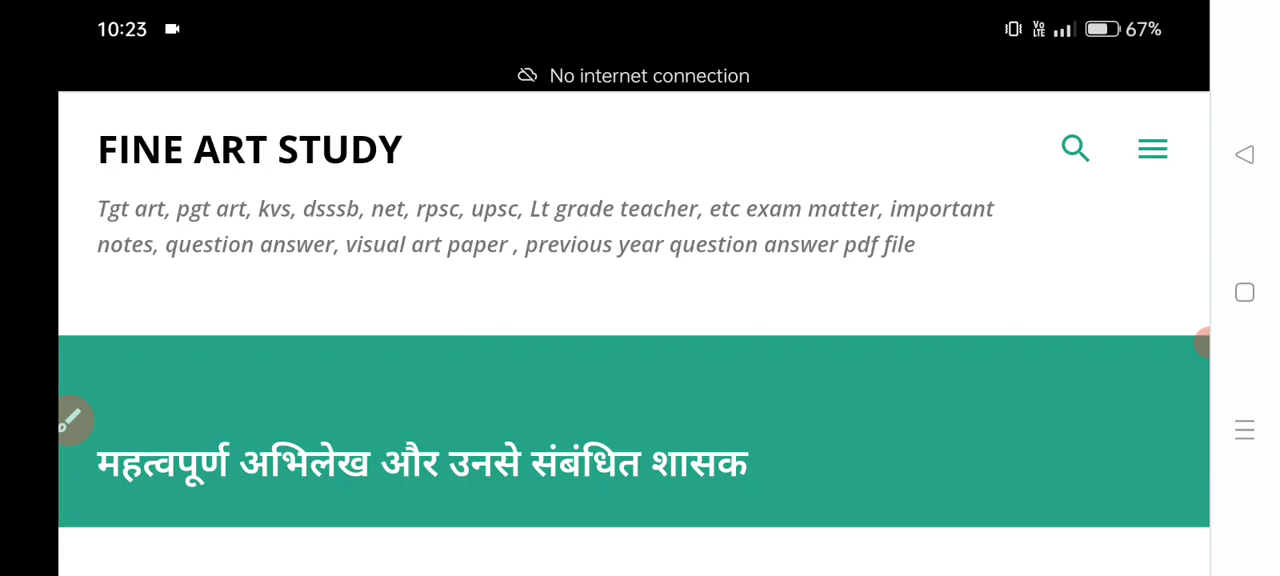 10:23 Vo LTE 67%
No internet connection
FINE ART STUDY
Tgt art, pgt art, kvs, dsssb, net, rpsc, upsc, Lt grade teacher, etc exam matter, important
notes, question answer, visual art paper , previous year question answer pdf file
महत्वपूर्ण अभिलेख और उनसे संबंधित शासक